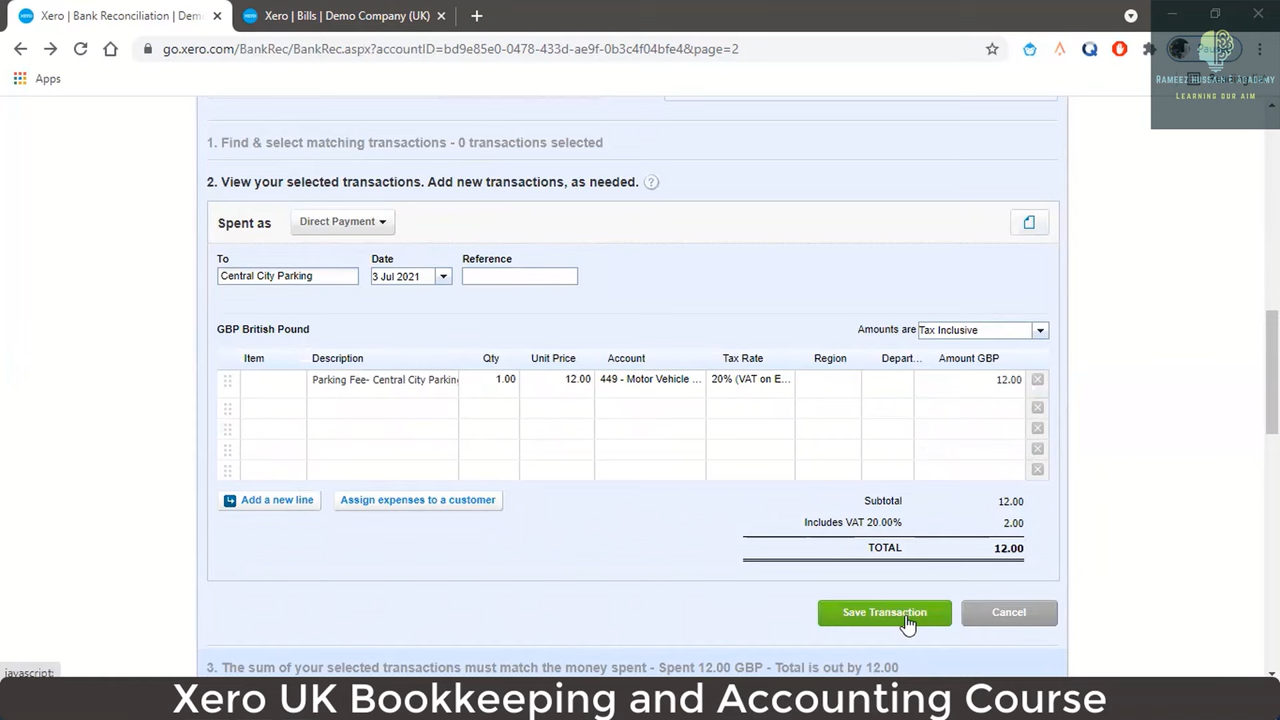 Xero | Bank Reconciliation | Dem
Xero | Bills | Demo Company (UK)
go.xero.com/BankRec/BankRec.aspx?accountID=bd9e85e0-0478-433d-ae9f-0b3c4f04bfe4&page=2
Apps
RAMEEZ HUSSAIN E ACADEMY
LEARNING OUR AIM
1. Find & select matching transactions - 0 transactions selected
2. View your selected transactions. Add new transactions, as needed. ?
Spent as Direct Payment
To Date Reference
Central City Parking 3 Jul 2021
GBP British Pound Amounts are Tax Inclusive
Item Description Qty Unit Price Account Tax Rate Region Depart... Amount GBP
Parking Fee- Central City Parkin 1.00 12.00 449 - Motor Vehicle ... 20% (VAT on E... 12.00
Add a new line Assign expenses to a customer
Subtotal 12.00
Includes VAT 20.00% 2.00
TOTAL 12.00
Save Transaction Cancel
3. The sum of your selected transactions must match the money spent - Spent 12.00 GBP - Total is out by 12.00
javascript:
Xero UK Bookkeeping and Accounting Course